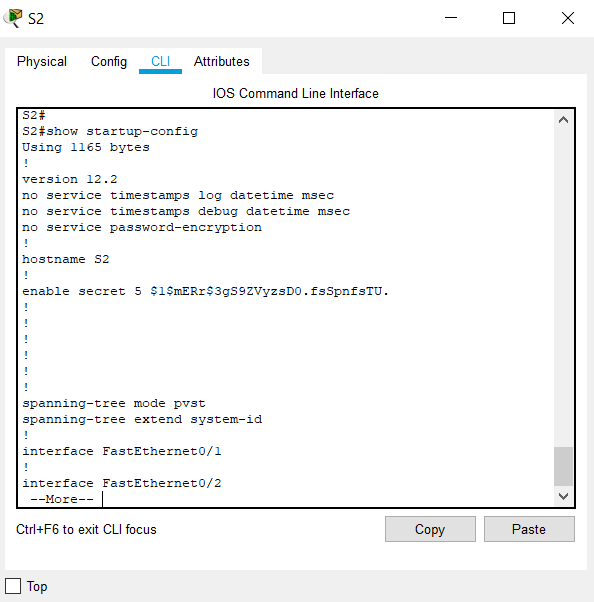 S2
Physical Config CLI Attributes
IOS Command Line Interface
S2#
S2#show startup-config
Using 1165 bytes
!
version 12.2
no service timestamps log datetime msec
no service timestamps debug datetime msec
no service password-encryption
!
hostname S2
!
enable secret 5 $1$mERr$3gS9ZVyzsD0.fsSpnfsTU.
!
!
!
!
!
!
spanning-tree mode pvst
spanning-tree extend system-id
!
interface FastEthernet0/1
!
interface FastEthernet0/2
--More--
Ctrl+F6 to exit CLI focus Copy Paste
Top